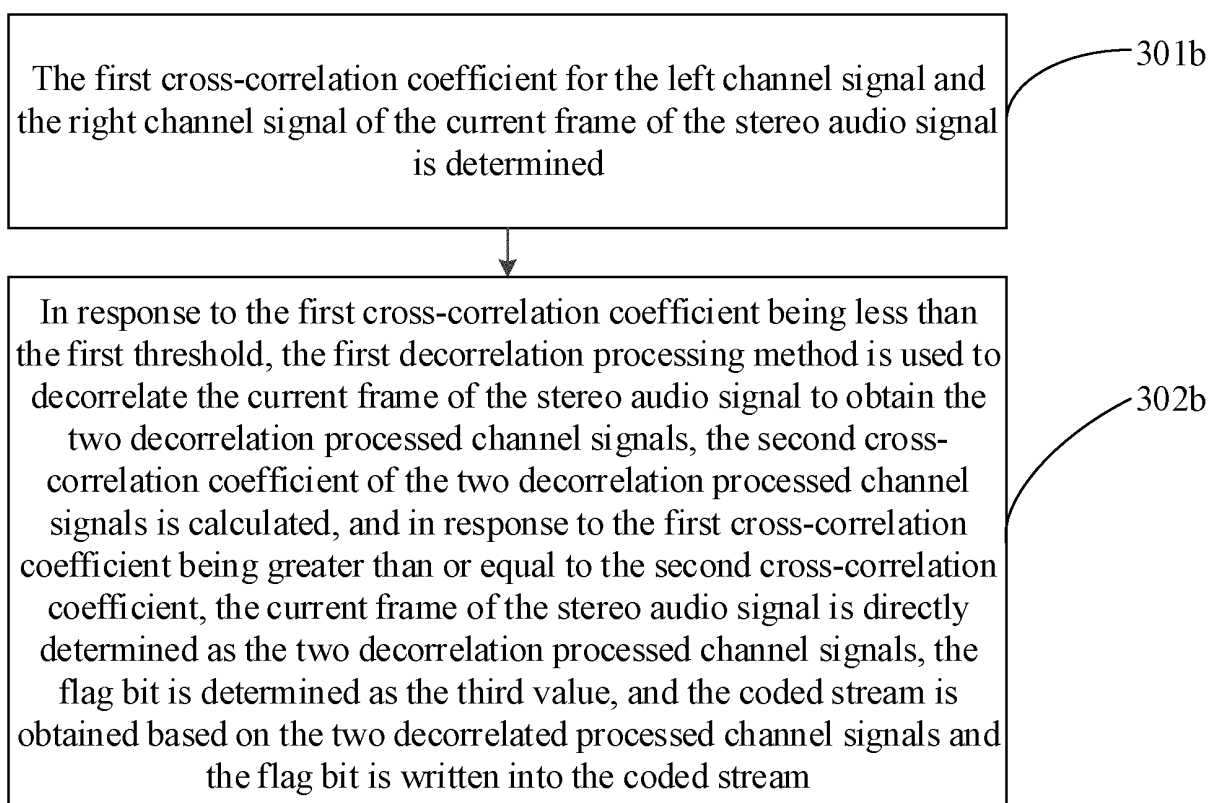 The first cross-correlation coefficient for the left channel signal and
the right channel signal of the current frame of the stereo audio signal
is determined
301b
In response to the first cross-correlation coefficient being less than
the first threshold, the first decorrelation processing method is used to
decorrelate the current frame of the stereo audio signal to obtain the
two decorrelation processed channel signals, the second cross-
correlation coefficient of the two decorrelation processed channel
signals is calculated, and in response to the first cross-correlation
coefficient being greater than or equal to the second cross-correlation
coefficient, the current frame of the stereo audio signal is directly
determined as the two decorrelation processed channel signals, the
flag bit is determined as the third value, and the coded stream is
obtained based on the two decorrelated processed channel signals and
the flag bit is written into the coded stream
302b